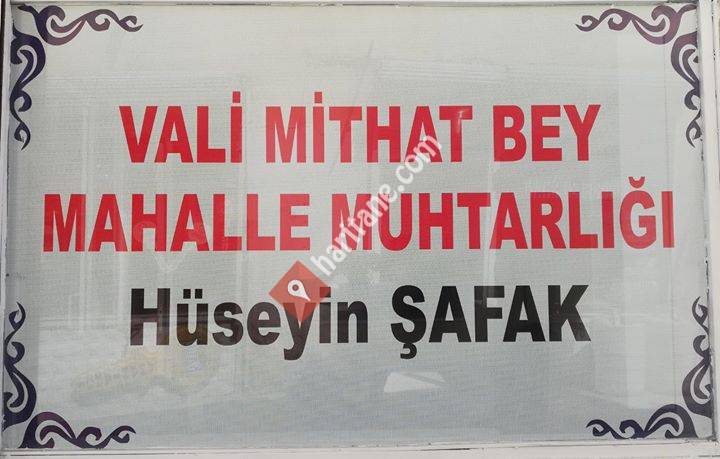 VALİ MİTHAT BEY
MAHALLE MUHTARLIĞI
Hüseyin ŞAFAK
haritane.com